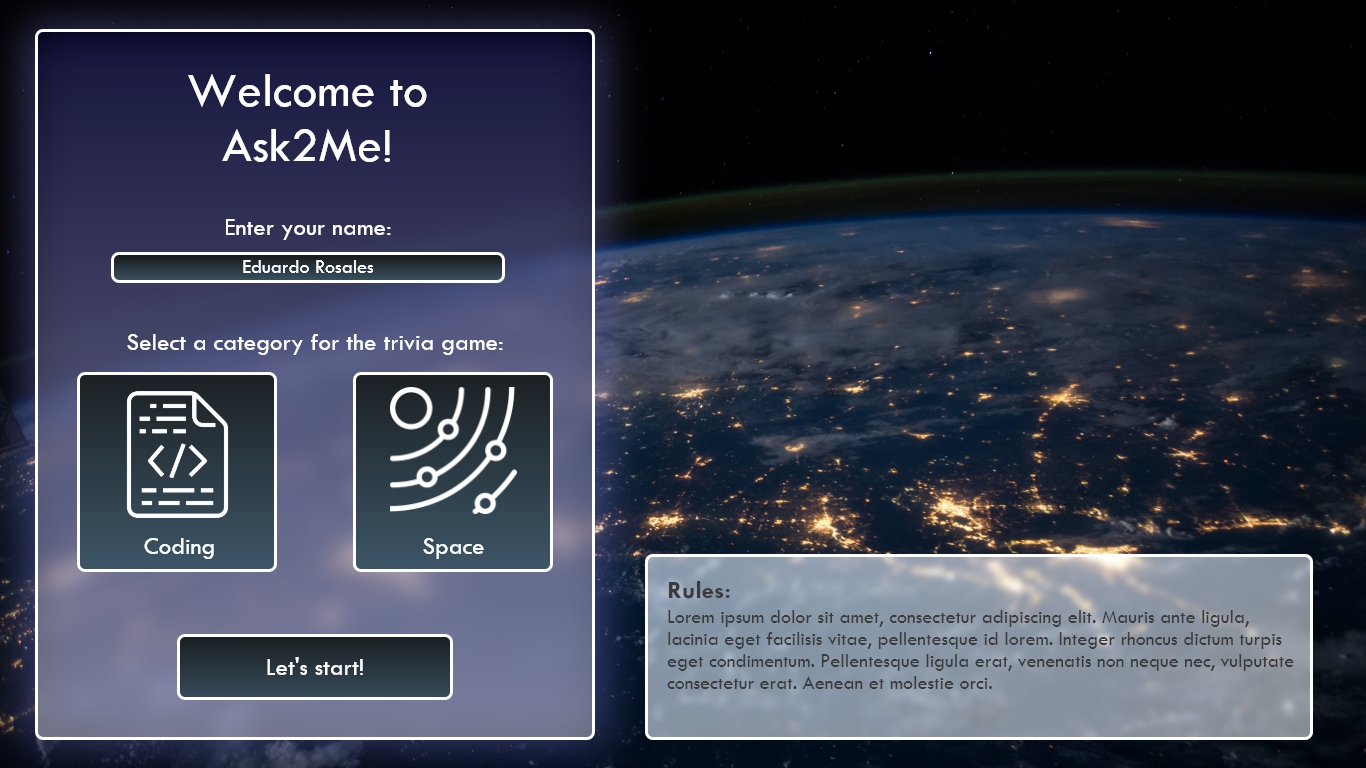 Welcome to
Ask2Me!
Enter your name:
Eduardo Rosales
Select a category for the trivia game:
Coding
Space
Let's start!
Rules:
Lorem ipsum dolor sit amet, consectetur adipiscing elit. Mauris ante ligula,
lacinia eget facilisis vitae, pellentesque id lorem. Integer rhoncus dictum turpis
eget condimentum. Pellentesque ligula erat, venenatis non neque nec, vulputate
consectetur erat. Aenean et molestie orci.